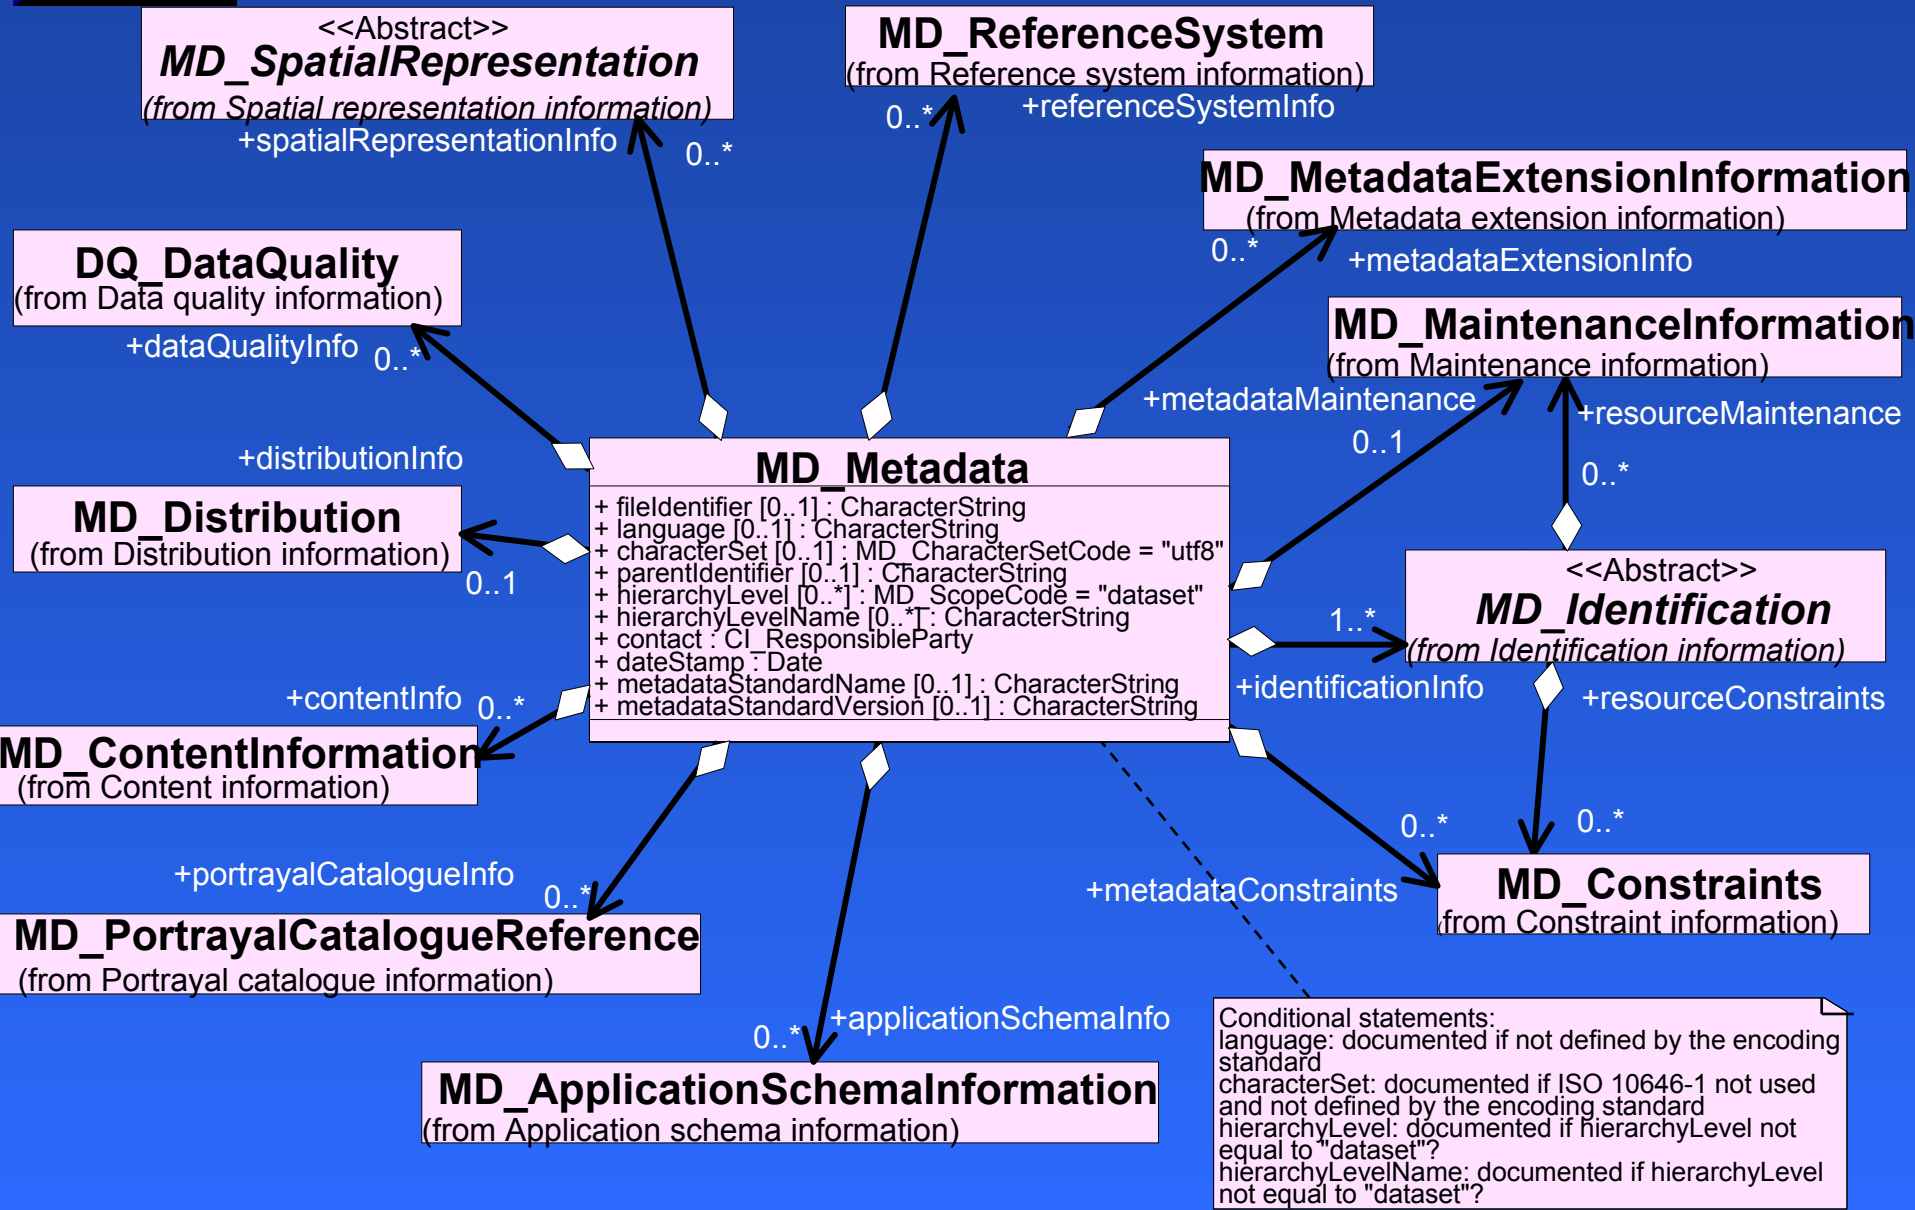 <<Abstract>>
MD_SpatialRepresentation
(from Spatial representation information)
+spatialRepresentationInfo
0..*
MD_ReferenceSystem
(from Reference system information)
0..*
+referenceSystemInfo
MD_MetadataExtensionInformation
(from Metadata extension information)
0..*
+metadataExtensionInfo
DQ_DataQuality
(from Data quality information)
+dataQualityInfo
0..*
MD_MaintenanceInformation
(from Maintenance information)
+metadataMaintenance
0..1
+resourceMaintenance
0..*
+distributionInfo
MD_Distribution
(from Distribution information)
0..1
MD_Metadata
+ fileIdentifier [0..1] : CharacterString
+ language [0..1] : CharacterString
+ characterSet [0..1] : MD_CharacterSetCode = "utf8"
+ parentIdentifier [0..1] : CharacterString
+ hierarchyLevel [0..*] : MD_ScopeCode = "dataset"
+ hierarchyLevelName [0..*] : CharacterString
+ contact : CI_ResponsibleParty
+ dateStamp : Date
+ metadataStandardName [0..1] : CharacterString
+ metadataStandardVersion [0..1] : CharacterString
<<Abstract>>
MD_Identification
(from Identification information)
1..*
+identificationInfo
+resourceConstraints
0..*
+contentInfo
0..*
MD_ContentInformation
(from Content information)
0..*
+metadataConstraints
MD_Constraints
(from Constraint information)
+portrayalCatalogueInfo
0..*
MD_PortrayalCatalogueReference
(from Portrayal catalogue information)
0..*
+applicationSchemaInfo
MD_ApplicationSchemaInformation
(from Application schema information)
Conditional statements:
language: documented if not defined by the encoding
standard
characterSet: documented if ISO 10646-1 not used
and not defined by the encoding standard
hierarchyLevel: documented if hierarchyLevel not
equal to "dataset"?
hierarchyLevelName: documented if hierarchyLevel
not equal to "dataset"?